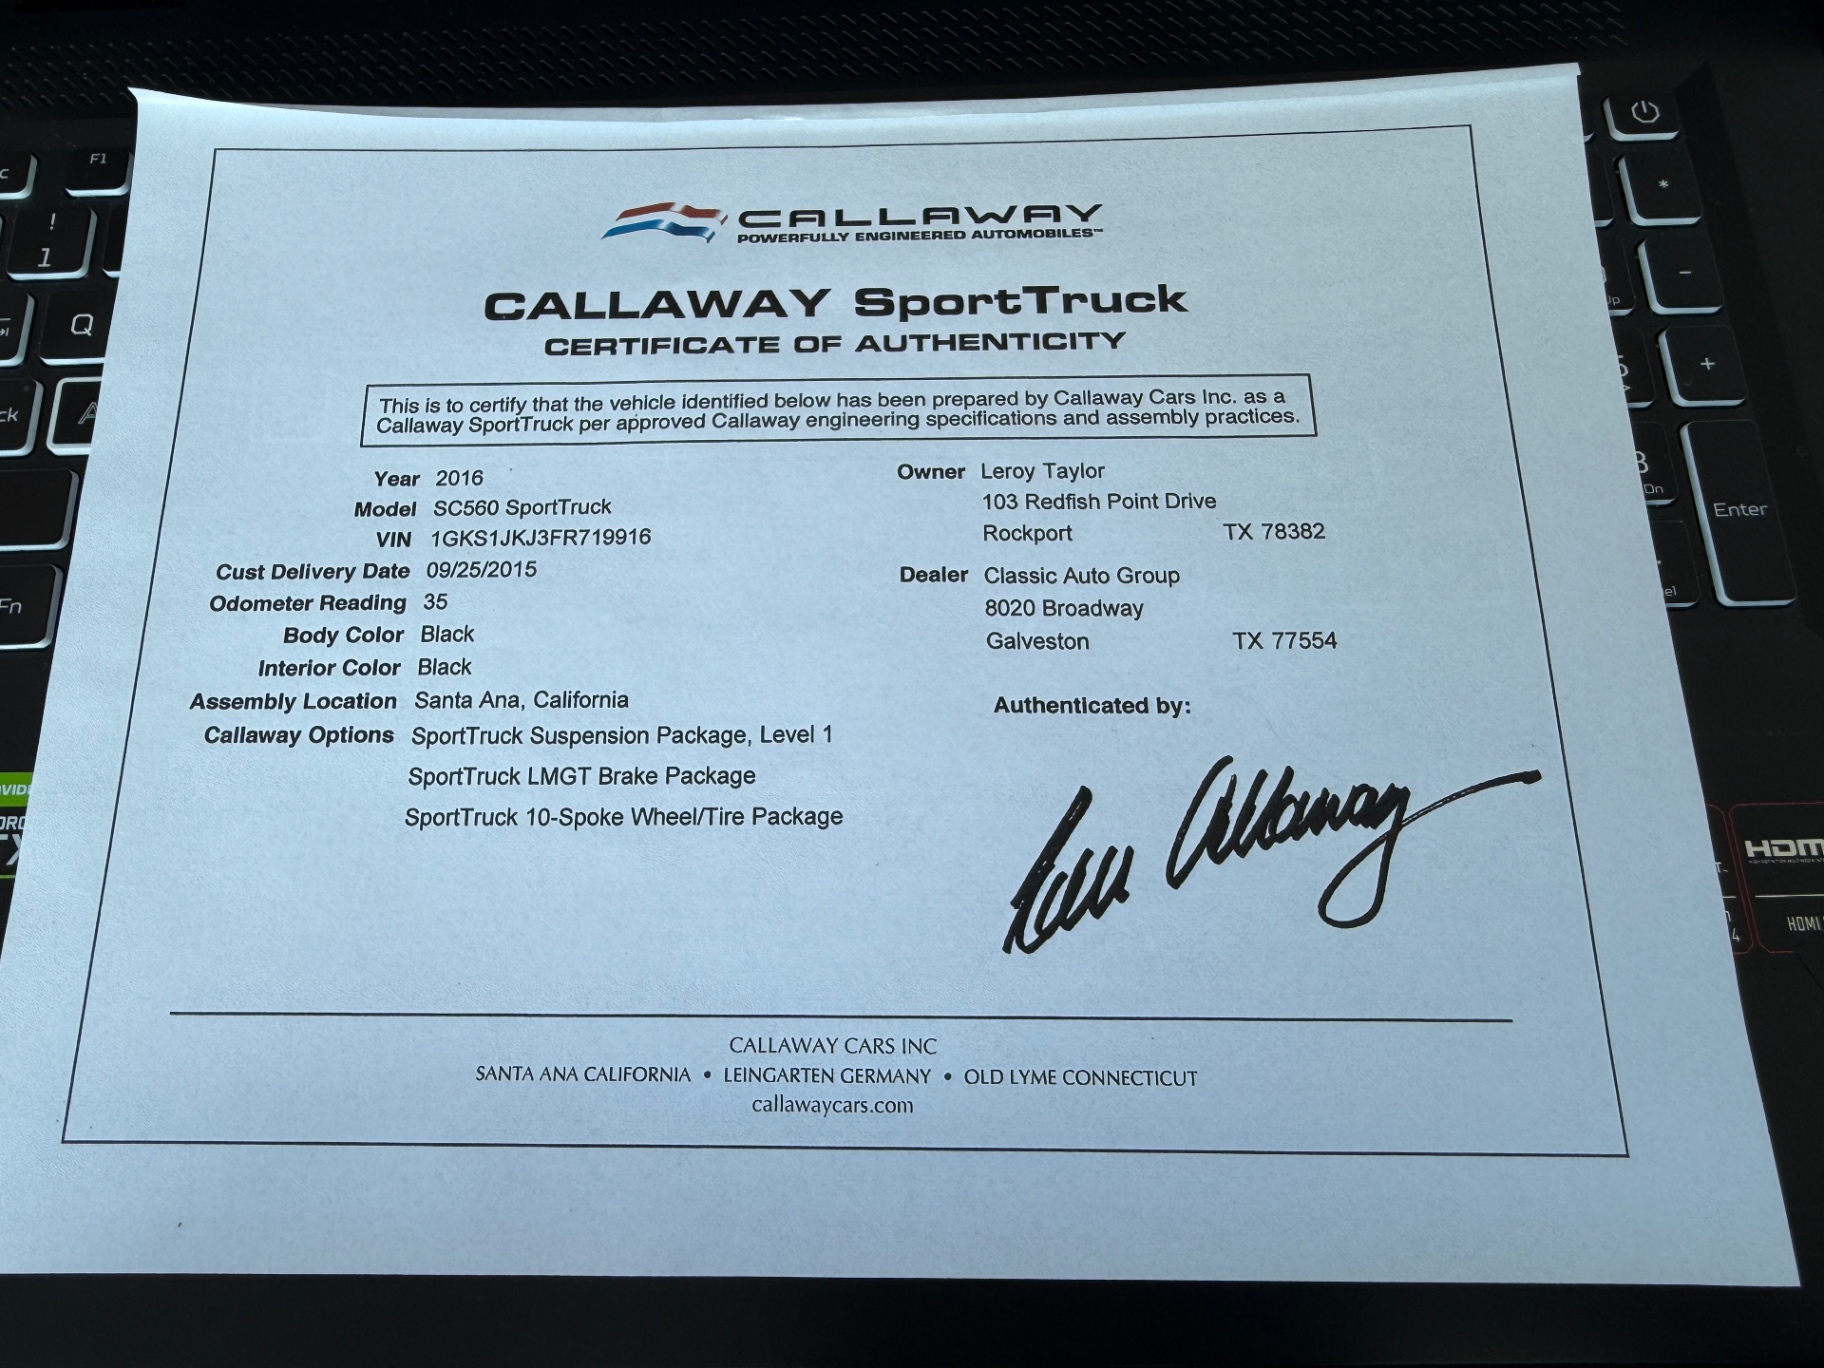 CALLAWAY
POWERFULLY ENGINEERED AUTOMOBILES™
CALLAWAY SportTruck
CERTIFICATE OF AUTHENTICITY
This is to certify that the vehicle identified below has been prepared by Callaway Cars Inc. as a
Callaway SportTruck per approved Callaway engineering specifications and assembly practices.
Year 2016
Model SC560 SportTruck
VIN 1GKS1JKJ3FR719916
Cust Delivery Date 09/25/2015
Odometer Reading 35
Body Color Black
Interior Color Black
Assembly Location Santa Ana, California
Callaway Options SportTruck Suspension Package, Level 1
SportTruck LMGT Brake Package
SportTruck 10-Spoke Wheel/Tire Package
Owner Leroy Taylor
103 Redfish Point Drive
Rockport TX 78382
Dealer Classic Auto Group
8020 Broadway
Galveston TX 77554
Authenticated by:
Callaway
CALLAWAY CARS INC
SANTA ANA CALIFORNIA • LEINGARTEN GERMANY • OLD LYME CONNECTICUT
callawaycars.com
F1
!
1
Q
A
Fn
*
-
+
Enter
HDMI